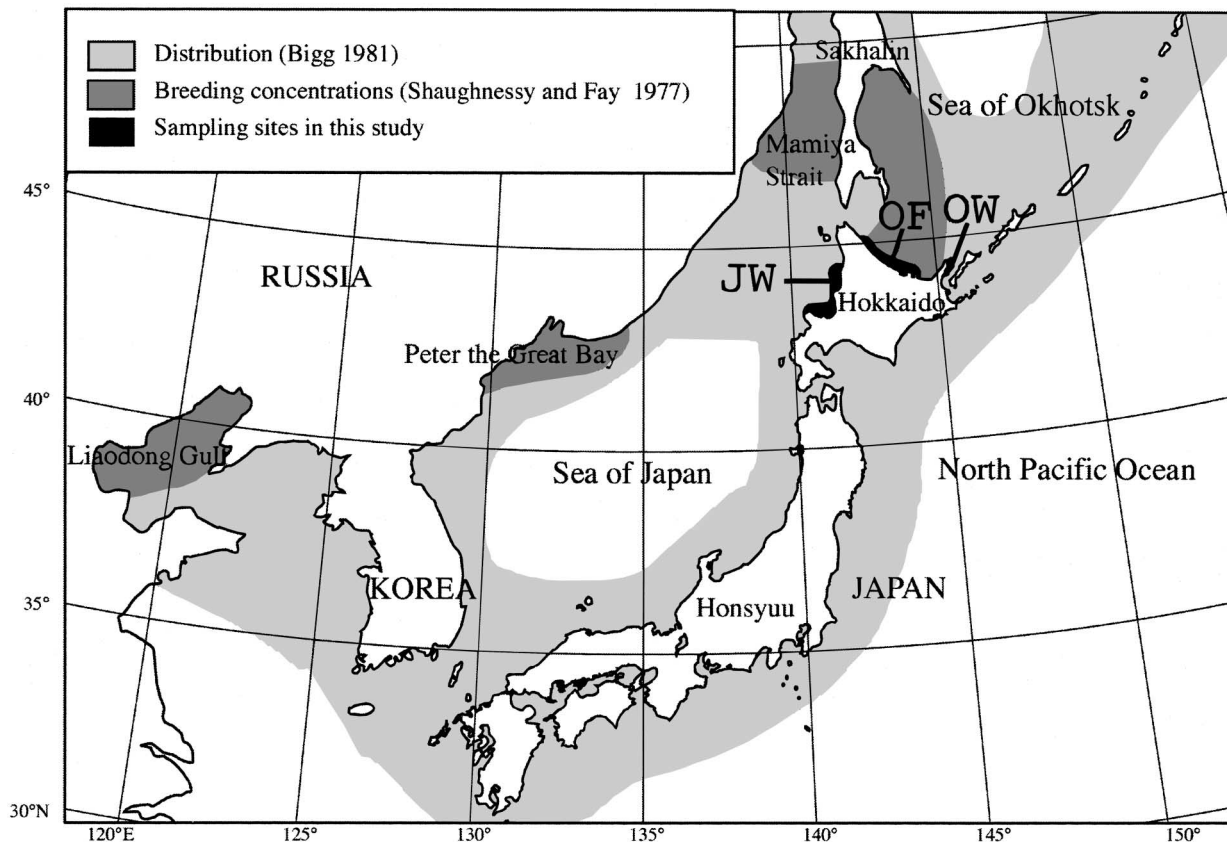 Distribution (Bigg 1981)
Breeding concentrations (Shaughnessy and Fay 1977)
Sampling sites in this study
Sakhalin
Sea of Okhotsk
Mamiya
Strait
45°
OF
OW
RUSSIA
JW
Hokkaido
Peter the Great Bay
40°
Liaodong Gulf
Sea of Japan
North Pacific Ocean
KOREA
Honsyuu
JAPAN
35°
30°N
120°E
125°
130°
135°
140°
145°
150°